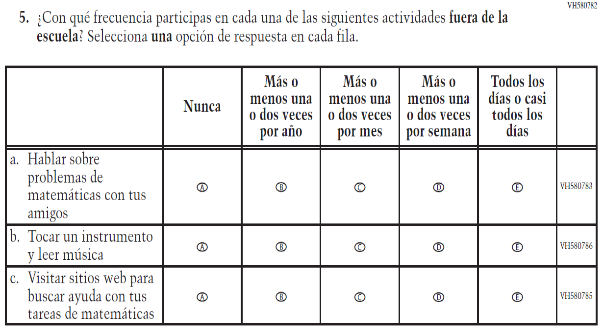 VH580782
5. ¿Con qué frecuencia participas en cada una de las siguientes actividades fuera de la
escuela? Selecciona una opción de respuesta en cada fila.
Nunca
Más o
menos una
o dos veces
por año
Más o
menos una
o dos veces
por mes
Más o
menos una
o dos veces
por semana
Todos los
días o casi
todos los
días
a. Hablar sobre
problemas de
matemáticas con tus
amigos
A B C D E VH580783
b. Tocar un instrumento
y leer música
A B C D E VH580786
c. Visitar sitios web para
buscar ayuda con tus
tareas de matemáticas
A B C D E VH580785